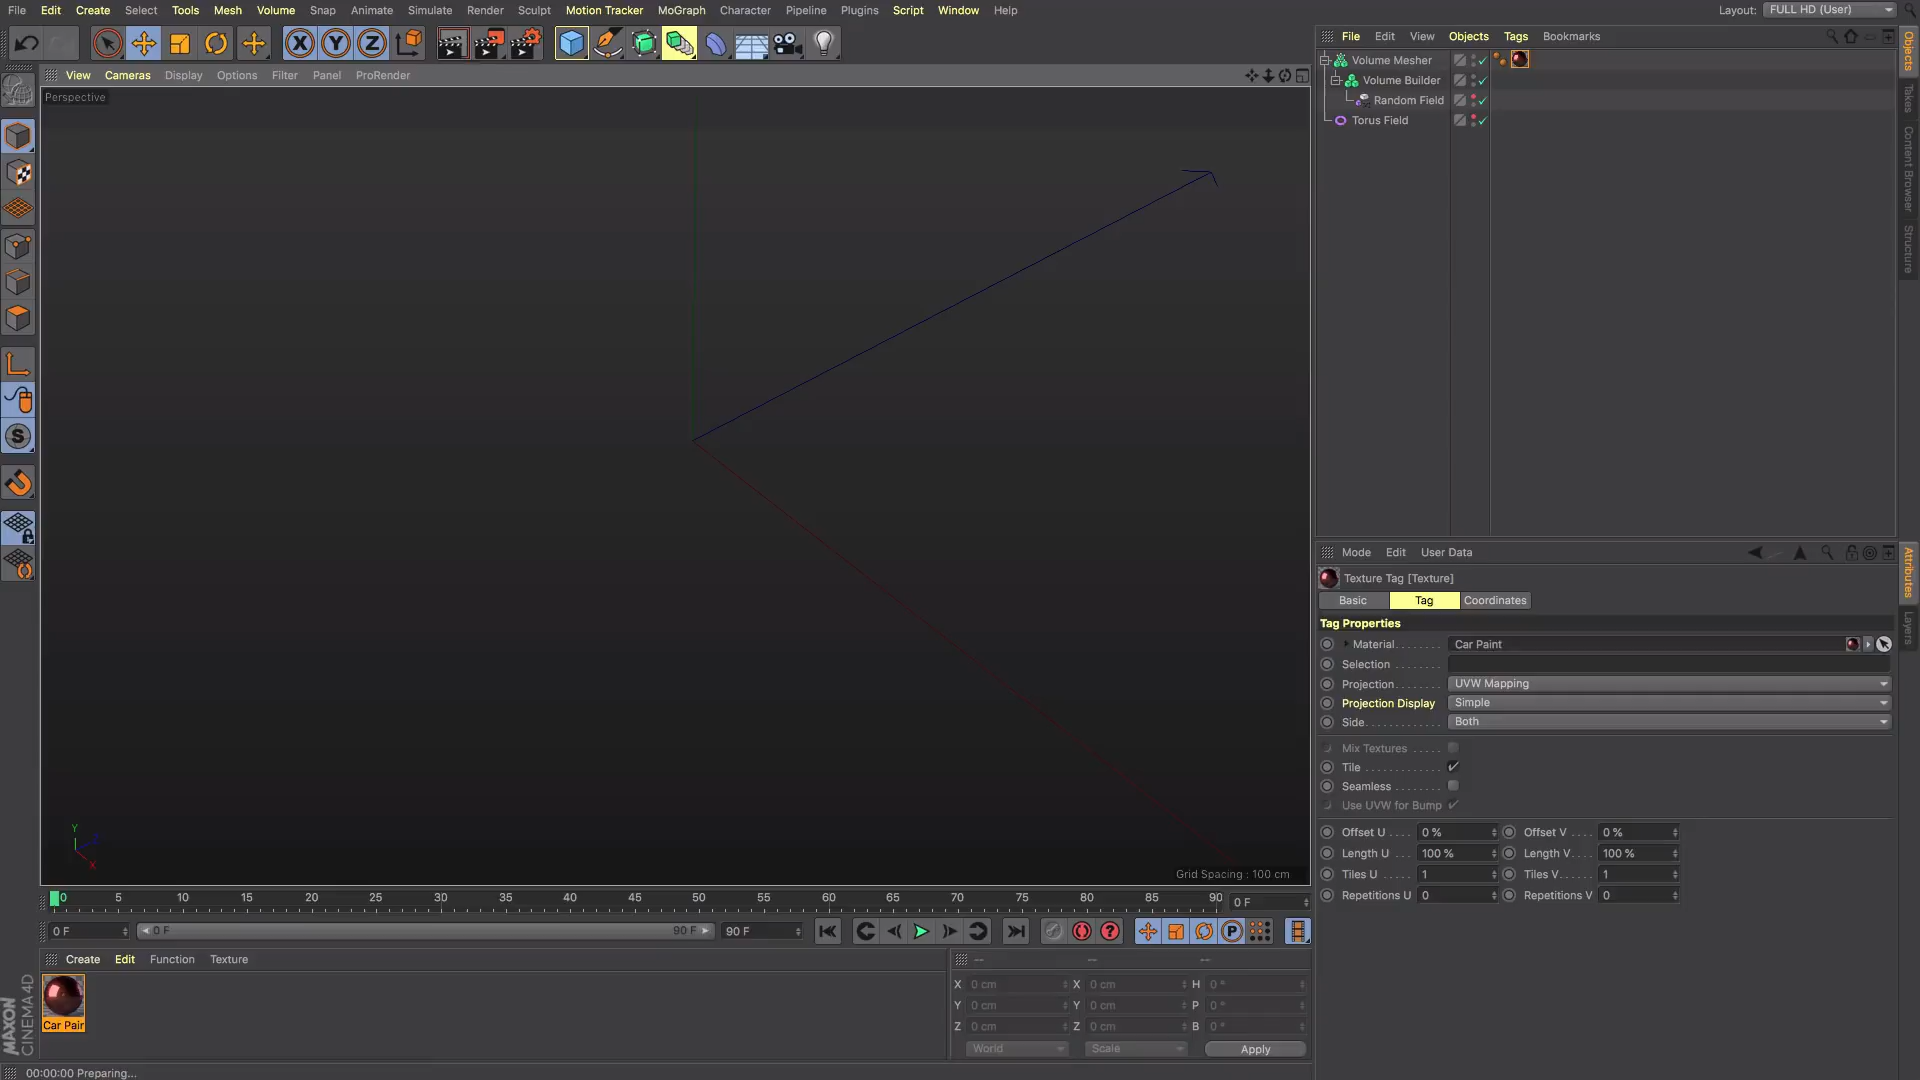 File Edit Create Select Tools Mesh Volume Snap Animate Simulate Render Sculpt Motion Tracker MoGraph Character Pipeline Plugins Script Window Help
Layout: FULL HD (User)
File Edit View Objects Tags Bookmarks
View Cameras Display Options Filter Panel ProRender
Perspective
Volume Mesher
Volume Builder
Random Field
Torus Field
Objects
Takes
Content Browser
Structure
Mode Edit User Data
Texture Tag [Texture]
Basic Tag Coordinates
Tag Properties
Material Car Paint
Selection
Projection UVW Mapping
Projection Display Simple
Side Both
Mix Textures
Tile
Seamless
Use UVW for Bump
Offset U 0 % Offset V 0 %
Length U 100 % Length V 100 %
Tiles U 1 Tiles V 1
Repetitions U 0 Repetitions V 0
Attributes
Layers
Y
X
Grid Spacing : 100 cm
0 5 10 15 20 25 30 35 40 45 50 55 60 65 70 75 80 85 90 0 F
0 F 0 F 90 F 90 F
Create Edit Function Texture
Car Pair
-- -- --
X 0 cm X 0 cm H 0 °
Y 0 cm Y 0 cm P 0 °
Z 0 cm Z 0 cm B 0 °
World Scale Apply
MAXON
CINEMA 4D
00:00:00 Preparing...